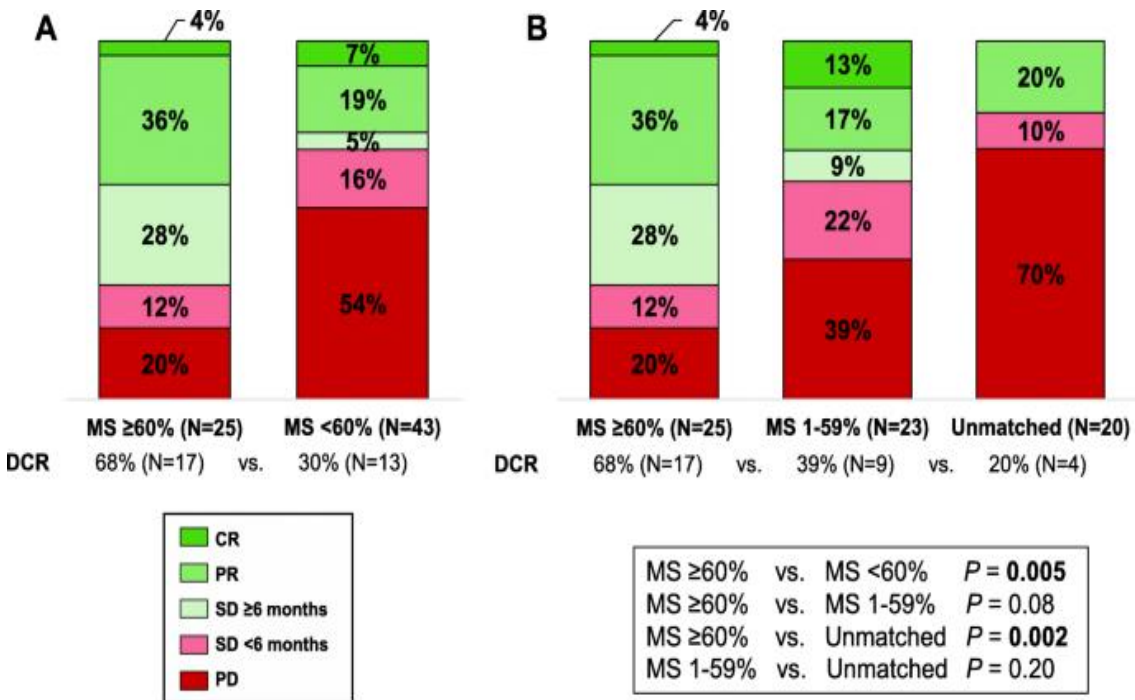 A
4%
36%
28%
12%
20%
7%
19%
5%
16%
54%
MS ≥60% (N=25) MS <60% (N=43)
DCR 68% (N=17) vs. 30% (N=13)
CR
PR
SD ≥6 months
SD <6 months
PD
B
4%
36%
28%
12%
20%
13%
17%
9%
22%
39%
20%
10%
70%
MS ≥60% (N=25) MS 1-59% (N=23) Unmatched (N=20)
DCR 68% (N=17) vs. 39% (N=9) vs. 20% (N=4)
MS ≥60% vs. MS <60% P = 0.005
MS ≥60% vs. MS 1-59% P = 0.08
MS ≥60% vs. Unmatched P = 0.002
MS 1-59% vs. Unmatched P = 0.20